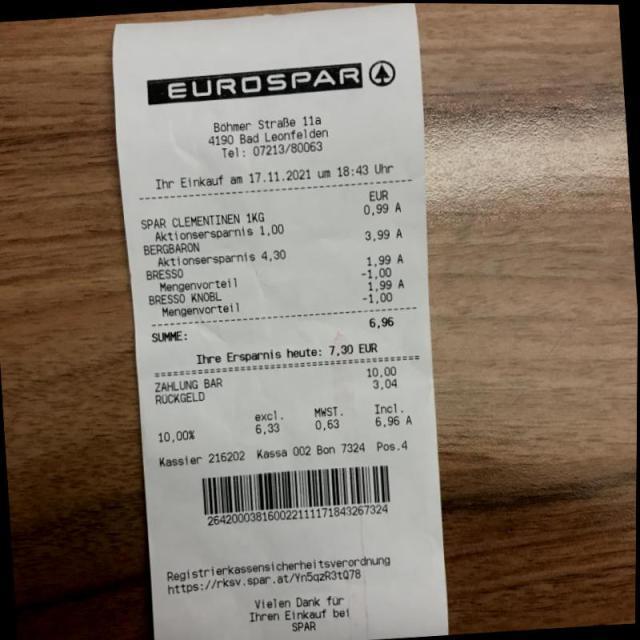 EUROSPAR
Böhmer Straße 11a
4190 Bad Leonfelden
Tel: 07213/80063
Ihr Einkauf am 17.11.2021 um 18:43 Uhr
EUR
SPAR CLEMENTINEN 1KG 0,99 A
Aktionsersparnis 1,00
BERGBARON 3,99 A
Aktionsersparnis 4,30
BRESSO 1,99 A
Mengenvorteil -1,00
BRESSO KNOBL 1,99 A
Mengenvorteil -1,00
SUMME: 6,96
Ihre Ersparnis heute: 7,30 EUR
ZAHLUNG BAR 10,00
RÜCKGELD 3,04
excl. MWST. Incl.
10,00% 6,33 0,63 6,96 A
Kassier 216202 Kassa 002 Bon 7324 Pos.4
26420003816002211117184326​7324
Registrierkassensicherheitsverordnung
https://rksv.spar.at/Yn5qzR3tQ78
Vielen Dank für
Ihren Einkauf bei
SPAR